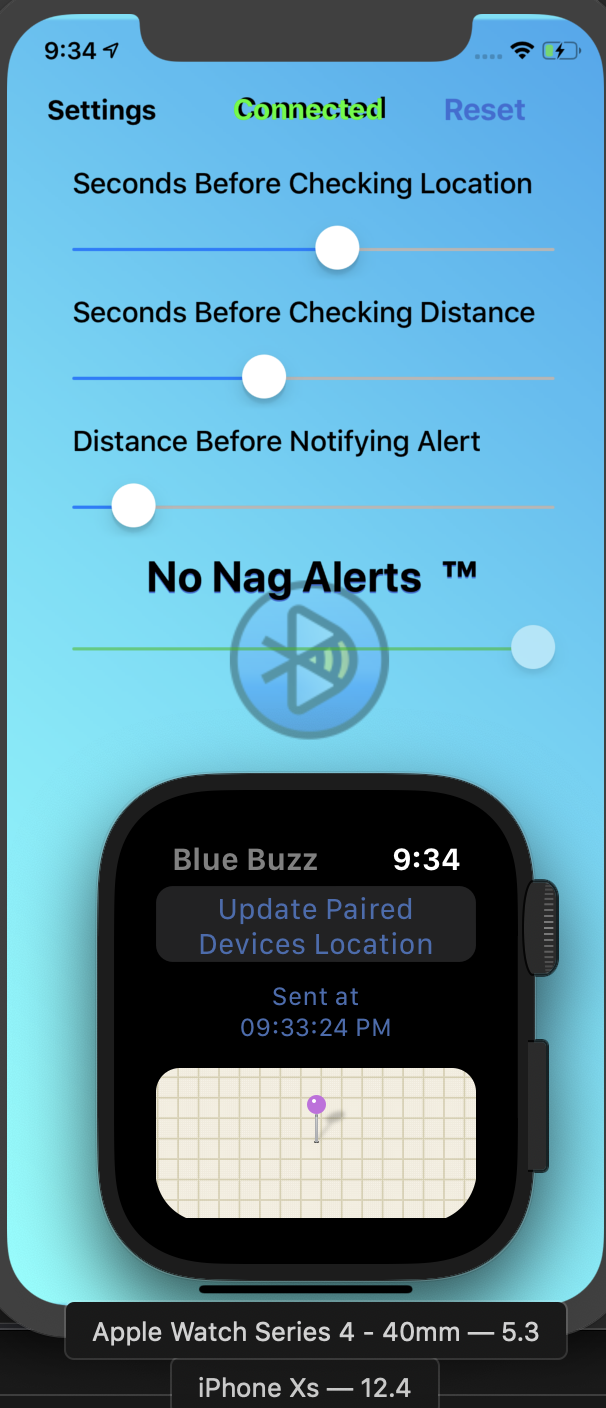 9:34
Settings Connected Reset
Seconds Before Checking Location
Seconds Before Checking Distance
Distance Before Notifying Alert
No Nag Alerts ™
Blue Buzz 9:34
Update Paired
Devices Location
Sent at
09:33:24 PM
Apple Watch Series 4 - 40mm — 5.3
iPhone Xs — 12.4